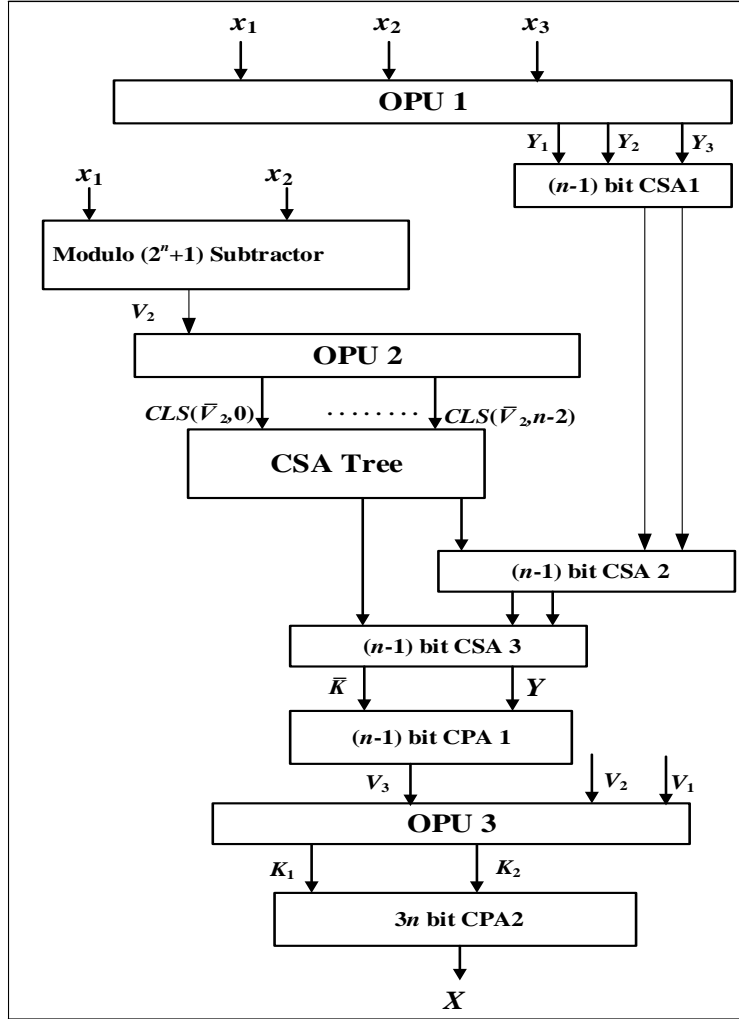 x₁ x₂ x₃
OPU 1
Y₁ Y₂ Y₃
(n-1) bit CSA1
x₁ x₂
Modulo (2ⁿ+1) Subtractor
V₂
OPU 2
CLS(V̄₂,0) ........ CLS(V̄₂,n-2)
CSA Tree
(n-1) bit CSA 2
(n-1) bit CSA 3
K̄ Y
(n-1) bit CPA 1
V₃ V₂ V₁
OPU 3
K₁ K₂
3n bit CPA2
X